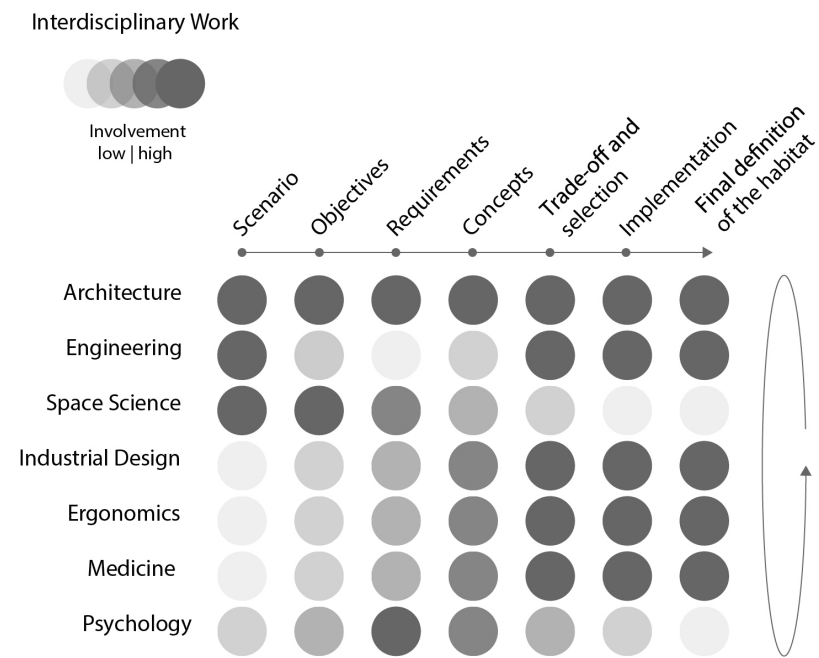 Interdisciplinary Work
Involvement
low | high
Scenario
Objectives
Requirements
Concepts
Trade-off and
selection
Implementation
Final definition
of the habitat
Architecture
Engineering
Space Science
Industrial Design
Ergonomics
Medicine
Psychology